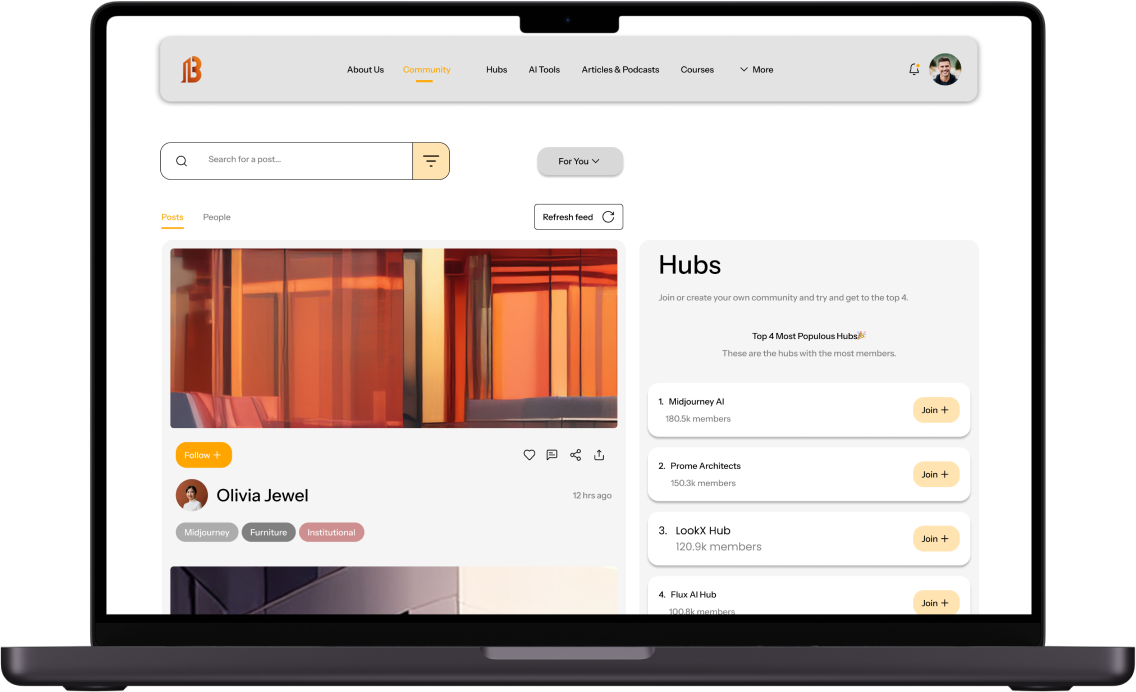 B
About Us Community Hubs AI Tools Articles & Podcasts Courses More
Search for a post...
For You
Posts People
Refresh feed
Follow +
Olivia Jewel
12 hrs ago
Midjourney Furniture Institutional
Hubs
Join or create your own community and try and get to the top 4.
Top 4 Most Populous Hubs🎉
These are the hubs with the most members.
1. Midjourney AI
180.5k members
Join +
2. Prome Architects
150.3k members
Join +
3. LookX Hub
120.9k members
Join +
4. Flux AI Hub
100.8k members
Join +